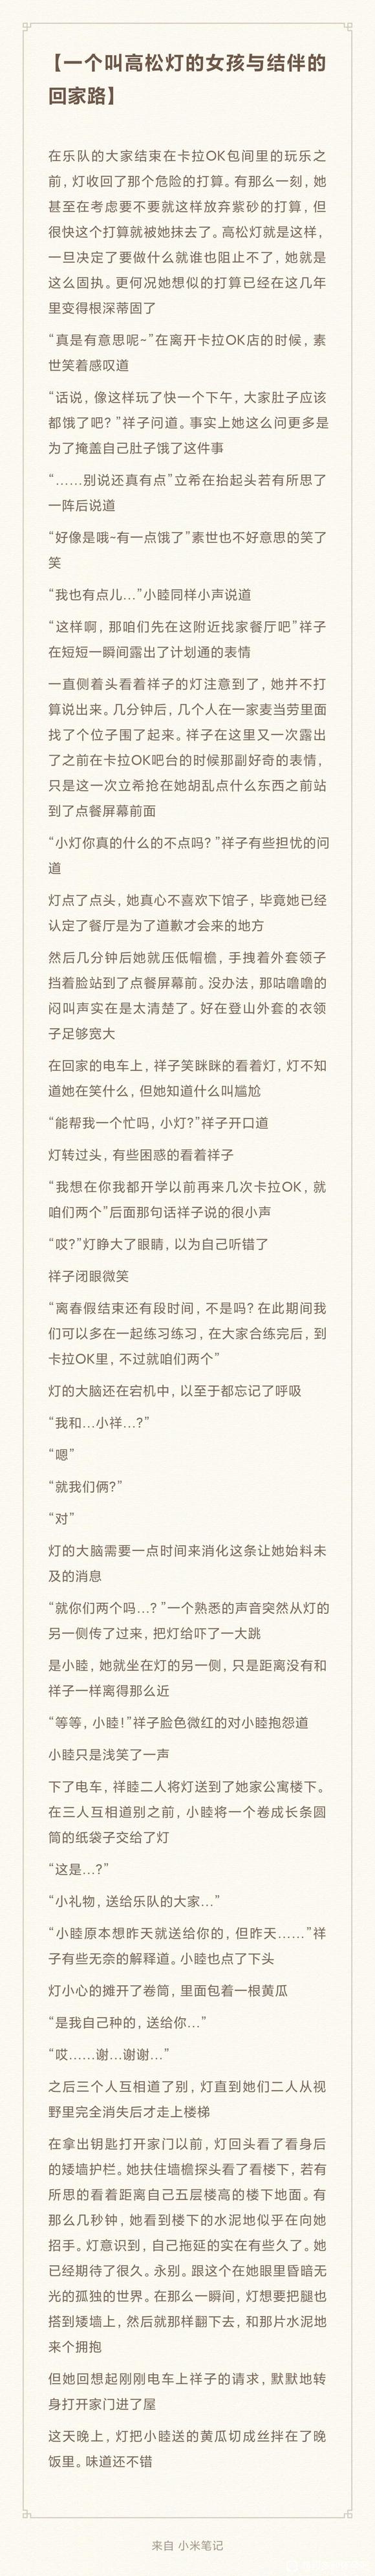 【一个叫高松灯的女孩与结伴的
回家路】
在乐队的大家结束在卡拉OK包间里的玩乐之
前，灯收回了那个危险的打算。有那么一刻，她
甚至在考虑要不要就这样放弃紫砂的打算，但
很快这个打算就被她抹去了。高松灯就是这样，
一旦决定了要做什么就谁也阻止不了，她就是
这么固执。更何况她想似的打算已经在这几年
里变得根深蒂固了
“真是有意思呢~”在离开卡拉OK店的时候，素
世笑着感叹道
“话说，像这样玩了快一个下午，大家肚子应该
都饿了吧？”祥子问道。事实上她这么问更多是
为了掩盖自己肚子饿了这件事
“……别说还真有点”立希在抬起头若有所思了
一阵后说道
“好像是哦~有一点饿了”素世也不好意思的笑了
笑
“我也有点儿…”小睦同样小声说道
“这样啊，那咱们先在这附近找家餐厅吧”祥子
在短短一瞬间露出了计划通的表情
一直侧着头看着祥子的灯注意到了，她并不打
算说出来。几分钟后，几个人在一家麦当劳里面
找了个位子围了起来。祥子在这里又一次露出
了之前在卡拉OK吧台的时候那副好奇的表情，
只是这一次立希抢在她胡乱点什么东西之前站
到了点餐屏幕前面
“小灯你真的什么的不点吗？”祥子有些担忧的问
道
灯点了点头，她真心不喜欢下馆子，毕竟她已经
认定了餐厅是为了道歉才会来的地方
然后几分钟后她就压低帽檐，手拽着外套领子
挡着脸站到了点餐屏幕前。没办法，那咕噜噜的
闷叫声实在是太清楚了。好在登山外套的衣领
子足够宽大
在回家的电车上，祥子笑眯眯的看着灯，灯不知
道她在笑什么，但她知道什么叫尴尬
“能帮我一个忙吗，小灯？”祥子开口道
灯转过头，有些困惑的看着祥子
“我想在你我都开学以前再来几次卡拉OK，就
咱们两个”后面那句话祥子说的很小声
“哎？”灯睁大了眼睛，以为自己听错了
祥子闭眼微笑
“离春假结束还有段时间，不是吗？在此期间我
们可以多在一起练习练习，在大家合练完后，到
卡拉OK里，不过就咱们两个”
灯的大脑还在宕机中，以至于都忘记了呼吸
“我和…小祥…?”
“嗯”
“就我们俩?”
“对”
灯的大脑需要一点时间来消化这条让她始料未
及的消息
“就你们两个吗…？”一个熟悉的声音突然从灯的
另一侧传了过来，把灯给吓了一大跳
是小睦，她就坐在灯的另一侧，只是距离没有和
祥子一样离得那么近
“等等，小睦！”祥子脸色微红的对小睦抱怨道
小睦只是浅笑了一声
下了电车，祥睦二人将灯送到了她家公寓楼下。
在三人互相道别之前，小睦将一个卷成长条圆
筒的纸袋子交给了灯
“这是…?”
“小礼物，送给乐队的大家…”
“小睦原本想昨天就送给你的，但昨天……”祥
子有些无奈的解释道。小睦也点了下头
灯小心的摊开了卷筒，里面包着一根黄瓜
“是我自己种的，送给你…”
“哎……谢…谢谢…”
之后三个人互相道了别，灯直到她们二人从视
野里完全消失后才走上楼梯
在拿出钥匙打开家门以前，灯回头看了看身后
的矮墙护栏。她扶住墙檐探头看了看楼下，若有
所思的看着距离自己五层楼高的楼下地面。有
那么几秒钟，她看到楼下的水泥地似乎在向她
招手。灯意识到，自己拖延的实在有些久了。她
已经期待了很久。永别。跟这个在她眼里昏暗无
光的孤独的世界。在那么一瞬间，灯想要把腿也
搭到矮墙上，然后就那样翻下去，和那片水泥地
来个拥抱
但她回想起刚刚电车上祥子的请求，默默地转
身打开家门进了屋
这天晚上，灯把小睦送的黄瓜切成丝拌在了晚
饭里。味道还不错
来自 小米笔记